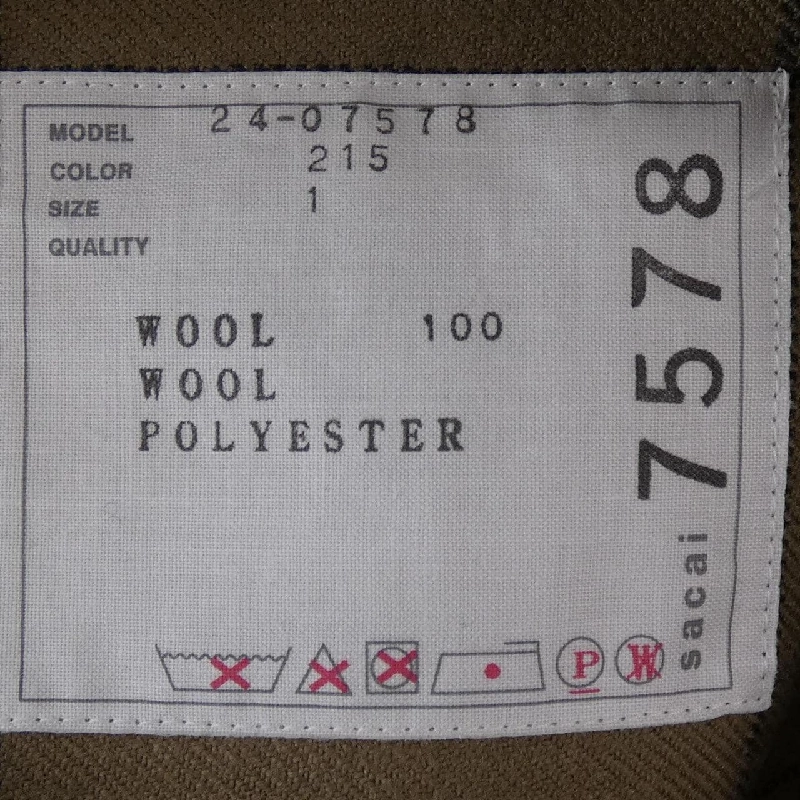 MODEL 24-07578
COLOR 215
SIZE 1
QUALITY
WOOL 100
WOOL
POLYESTER
P W
sacai 7578